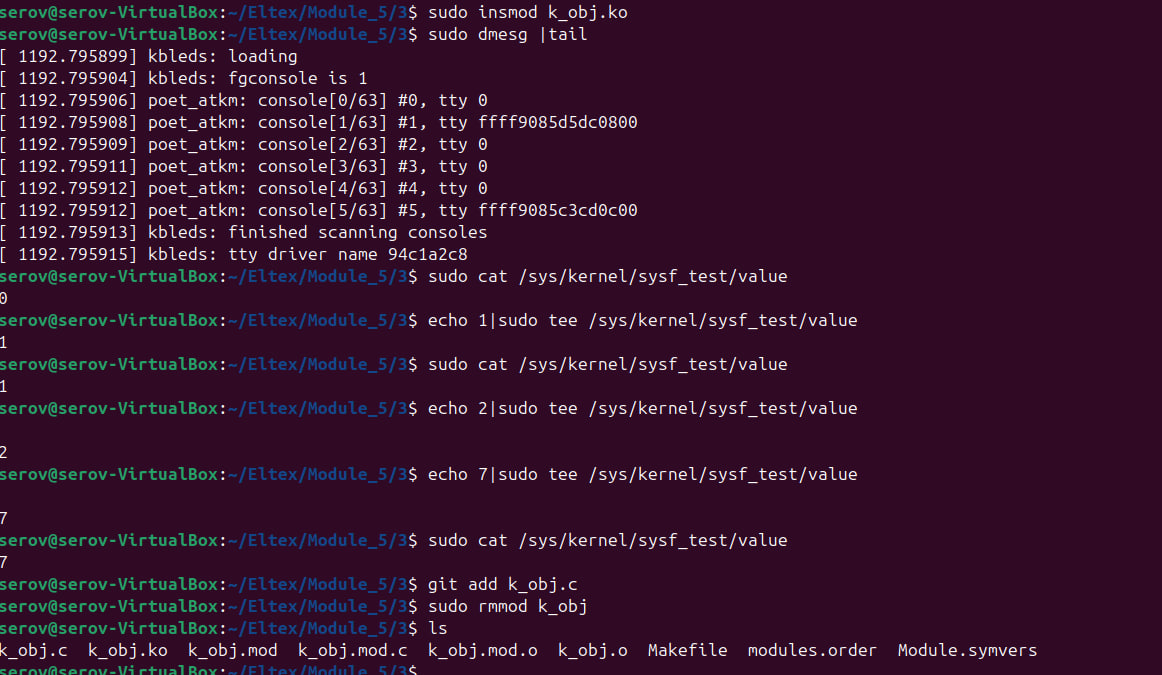 serov@serov-VirtualBox:~/Eltex/Module_5/3$ sudo insmod k_obj.ko
serov@serov-VirtualBox:~/Eltex/Module_5/3$ sudo dmesg |tail
[ 1192.795899] kbleds: loading
[ 1192.795904] kbleds: fgconsole is 1
[ 1192.795906] poet_atkm: console[0/63] #0, tty 0
[ 1192.795908] poet_atkm: console[1/63] #1, tty ffff9085d5dc0800
[ 1192.795909] poet_atkm: console[2/63] #2, tty 0
[ 1192.795911] poet_atkm: console[3/63] #3, tty 0
[ 1192.795912] poet_atkm: console[4/63] #4, tty 0
[ 1192.795912] poet_atkm: console[5/63] #5, tty ffff9085c3cd0c00
[ 1192.795913] kbleds: finished scanning consoles
[ 1192.795915] kbleds: tty driver name 94c1a2c8
serov@serov-VirtualBox:~/Eltex/Module_5/3$ sudo cat /sys/kernel/sysf_test/value
0
serov@serov-VirtualBox:~/Eltex/Module_5/3$ echo 1|sudo tee /sys/kernel/sysf_test/value
1
serov@serov-VirtualBox:~/Eltex/Module_5/3$ sudo cat /sys/kernel/sysf_test/value
1
serov@serov-VirtualBox:~/Eltex/Module_5/3$ echo 2|sudo tee /sys/kernel/sysf_test/value
2
serov@serov-VirtualBox:~/Eltex/Module_5/3$ echo 7|sudo tee /sys/kernel/sysf_test/value
7
serov@serov-VirtualBox:~/Eltex/Module_5/3$ sudo cat /sys/kernel/sysf_test/value
7
serov@serov-VirtualBox:~/Eltex/Module_5/3$ git add k_obj.c
serov@serov-VirtualBox:~/Eltex/Module_5/3$ sudo rmmod k_obj
serov@serov-VirtualBox:~/Eltex/Module_5/3$ ls
k_obj.c k_obj.ko k_obj.mod k_obj.mod.c k_obj.mod.o k_obj.o Makefile modules.order Module.symvers
serov@serov-VirtualBox:~/Eltex/Module_5/3$